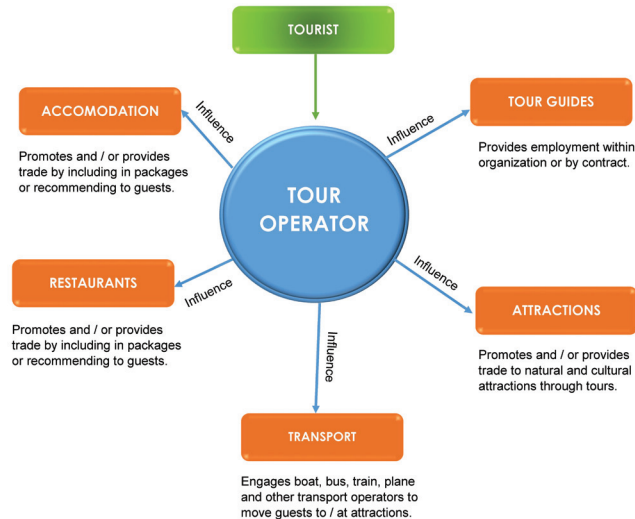 TOURIST
ACCOMODATION
Influence
Influence
TOUR GUIDES
Promotes and / or provides
trade by including in packages
or recommending to guests.
Provides employment within
organization or by contract.
TOUR
OPERATOR
RESTAURANTS
Influence
Influence
ATTRACTIONS
Promotes and / or provides
trade by including in packages
or recommending to guests.
Influence
Promotes and / or provides
trade to natural and cultural
attractions through tours.
TRANSPORT
Engages boat, bus, train, plane
and other transport operators to
move guests to / at attractions.